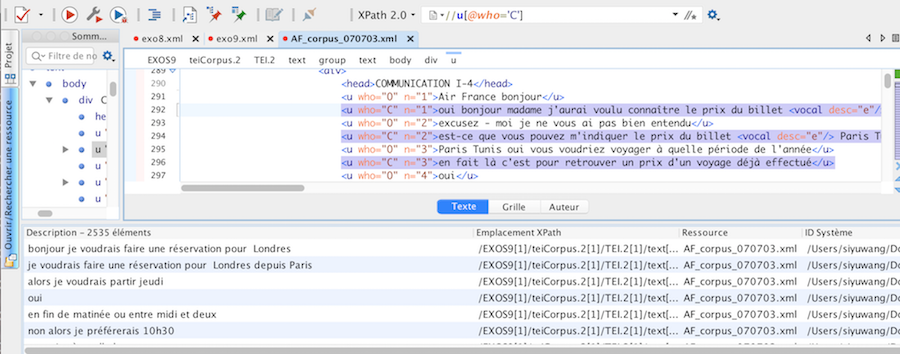 XPath 2.0
//u[@who='C']
Projet
Ouvrir/Rechercher une ressource
Somm...
Filtre de no
body
div C
he
u "
u "
u "
u "
u "
exo8.xml
exo9.xml
AF_corpus_070703.xml
EXOS9 teiCorpus.2 TEI.2 text group text body div u
289 <div>
290 <head>COMMUNICATION I-4</head>
291 <u who="O" n="1">Air France bonjour</u>
292 <u who="C" n="1">oui bonjour madame j'aurai voulu connaître le prix du billet <vocal desc="e"/
293 <u who="O" n="2">excusez - moi je ne vous ai pas bien entendu</u>
294 <u who="C" n="2">est-ce que vous pouvez m'indiquer le prix du billet <vocal desc="e"/> Paris T
295 <u who="O" n="3">Paris Tunis oui vous voudriez voyager à quelle période de l'année</u>
296 <u who="C" n="3">en fait là c'est pour retrouver un prix d'un voyage déjà effectué</u>
297 <u who="O" n="4">oui</u>
Texte Grille Auteur
Description – 2535 éléments Emplacement XPath Ressource ID Système
bonjour je voudrais faire une réservation pour Londres /EXOS9[1]/teiCorpus.2[1]/TEI.2[1]/text[... AF_corpus_070703.xml /Users/siyuwang/Do
je voudrais faire une réservation pour Londres depuis Paris /EXOS9[1]/teiCorpus.2[1]/TEI.2[1]/text[... AF_corpus_070703.xml /Users/siyuwang/Do
alors je voudrais partir jeudi /EXOS9[1]/teiCorpus.2[1]/TEI.2[1]/text[... AF_corpus_070703.xml /Users/siyuwang/Do
oui /EXOS9[1]/teiCorpus.2[1]/TEI.2[1]/text[... AF_corpus_070703.xml /Users/siyuwang/Do
en fin de matinée ou entre midi et deux /EXOS9[1]/teiCorpus.2[1]/TEI.2[1]/text[... AF_corpus_070703.xml /Users/siyuwang/Do
non alors je préférerais 10h30 /EXOS9[1]/teiCorpus.2[1]/TEI.2[1]/text[... AF_corpus_070703.xml /Users/siyuwang/Do